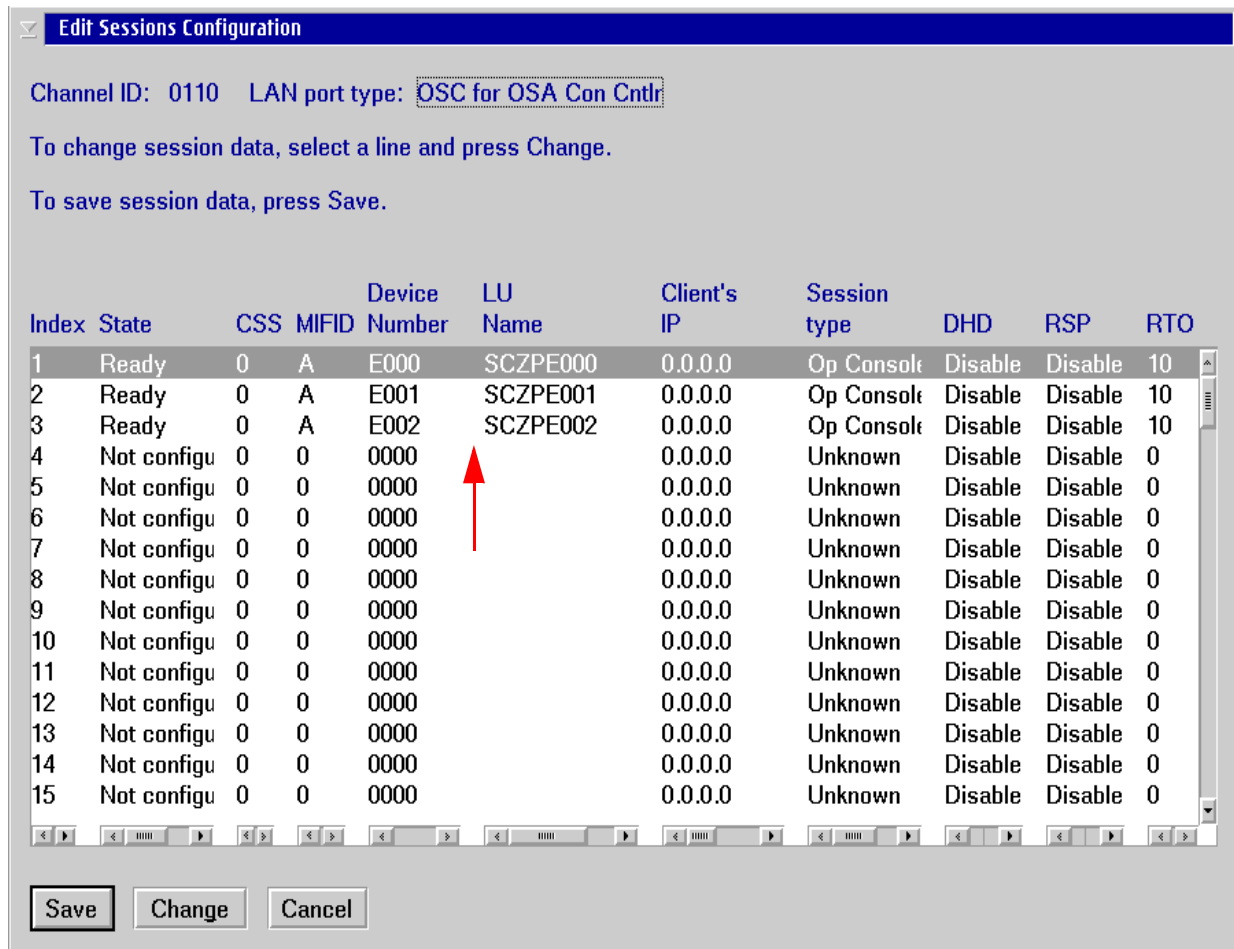 Edit Sessions Configuration
Channel ID: 0110 LAN port type: OSC for OSA Con Cntlr
To change session data, select a line and press Change.
To save session data, press Save.
Device LU Client's Session
Index State CSS MIFID Number Name IP type DHD RSP RTO
1 Ready 0 A E000 SCZPE000 0.0.0.0 Op Console Disable Disable 10
2 Ready 0 A E001 SCZPE001 0.0.0.0 Op Console Disable Disable 10
3 Ready 0 A E002 SCZPE002 0.0.0.0 Op Console Disable Disable 10
4 Not configu 0 0 0000 0.0.0.0 Unknown Disable Disable 0
5 Not configu 0 0 0000 0.0.0.0 Unknown Disable Disable 0
6 Not configu 0 0 0000 0.0.0.0 Unknown Disable Disable 0
7 Not configu 0 0 0000 0.0.0.0 Unknown Disable Disable 0
8 Not configu 0 0 0000 0.0.0.0 Unknown Disable Disable 0
9 Not configu 0 0 0000 0.0.0.0 Unknown Disable Disable 0
10 Not configu 0 0 0000 0.0.0.0 Unknown Disable Disable 0
11 Not configu 0 0 0000 0.0.0.0 Unknown Disable Disable 0
12 Not configu 0 0 0000 0.0.0.0 Unknown Disable Disable 0
13 Not configu 0 0 0000 0.0.0.0 Unknown Disable Disable 0
14 Not configu 0 0 0000 0.0.0.0 Unknown Disable Disable 0
15 Not configu 0 0 0000 0.0.0.0 Unknown Disable Disable 0
Save Change Cancel